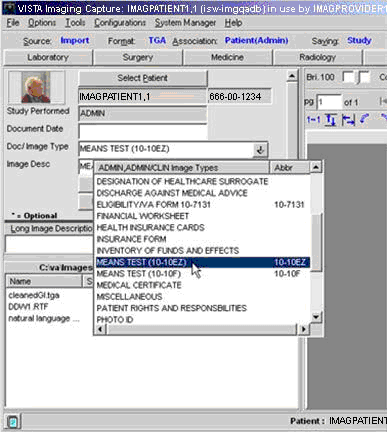 VISTA Imaging Capture: IMAGPATIENT1,1 (isw-imgqadb) in use by IMAGPROVIDER1
File Options Tools Configurations System Manager Help
Source: Import Format: TGA Association: Patient(Admin) Saving: Study
Laboratory Surgery Medicine Radiology
Select Patient
IMAGPATIENT1,1 666-00-1234
Bri. 100
Study Performed ADMIN
pg 1 of 1
Document Date
1-1
Doc/ Image Type MEANS TEST (10-10EZ)
Image Desc
ADMIN,ADMIN/CLIN Image Types Abbr
DESIGNATION OF HEALTHCARE SURROGATE
DISCHARGE AGAINST MEDICAL ADVICE
ELIGIBILITY/VA FORM 10-7131 10-7131
FINANCIAL WORKSHEET
* = Optional
HEALTH INSURANCE CARDS
Long Image Description
INSURANCE FORM
INVENTORY OF FUNDS AND EFFECTS
MEANS TEST (10-10EZ) 10-10EZ
MEANS TEST (10-10F) 10-10F
MEDICAL CERTIFICATE
MISCELLANEOUS
PATIENT RIGHTS AND RESPONSBILITIES
PHOTO ID
Name
cleanedGI.tga
DDW1.RTF
natural language ...
Patient : IMAGPATIENT